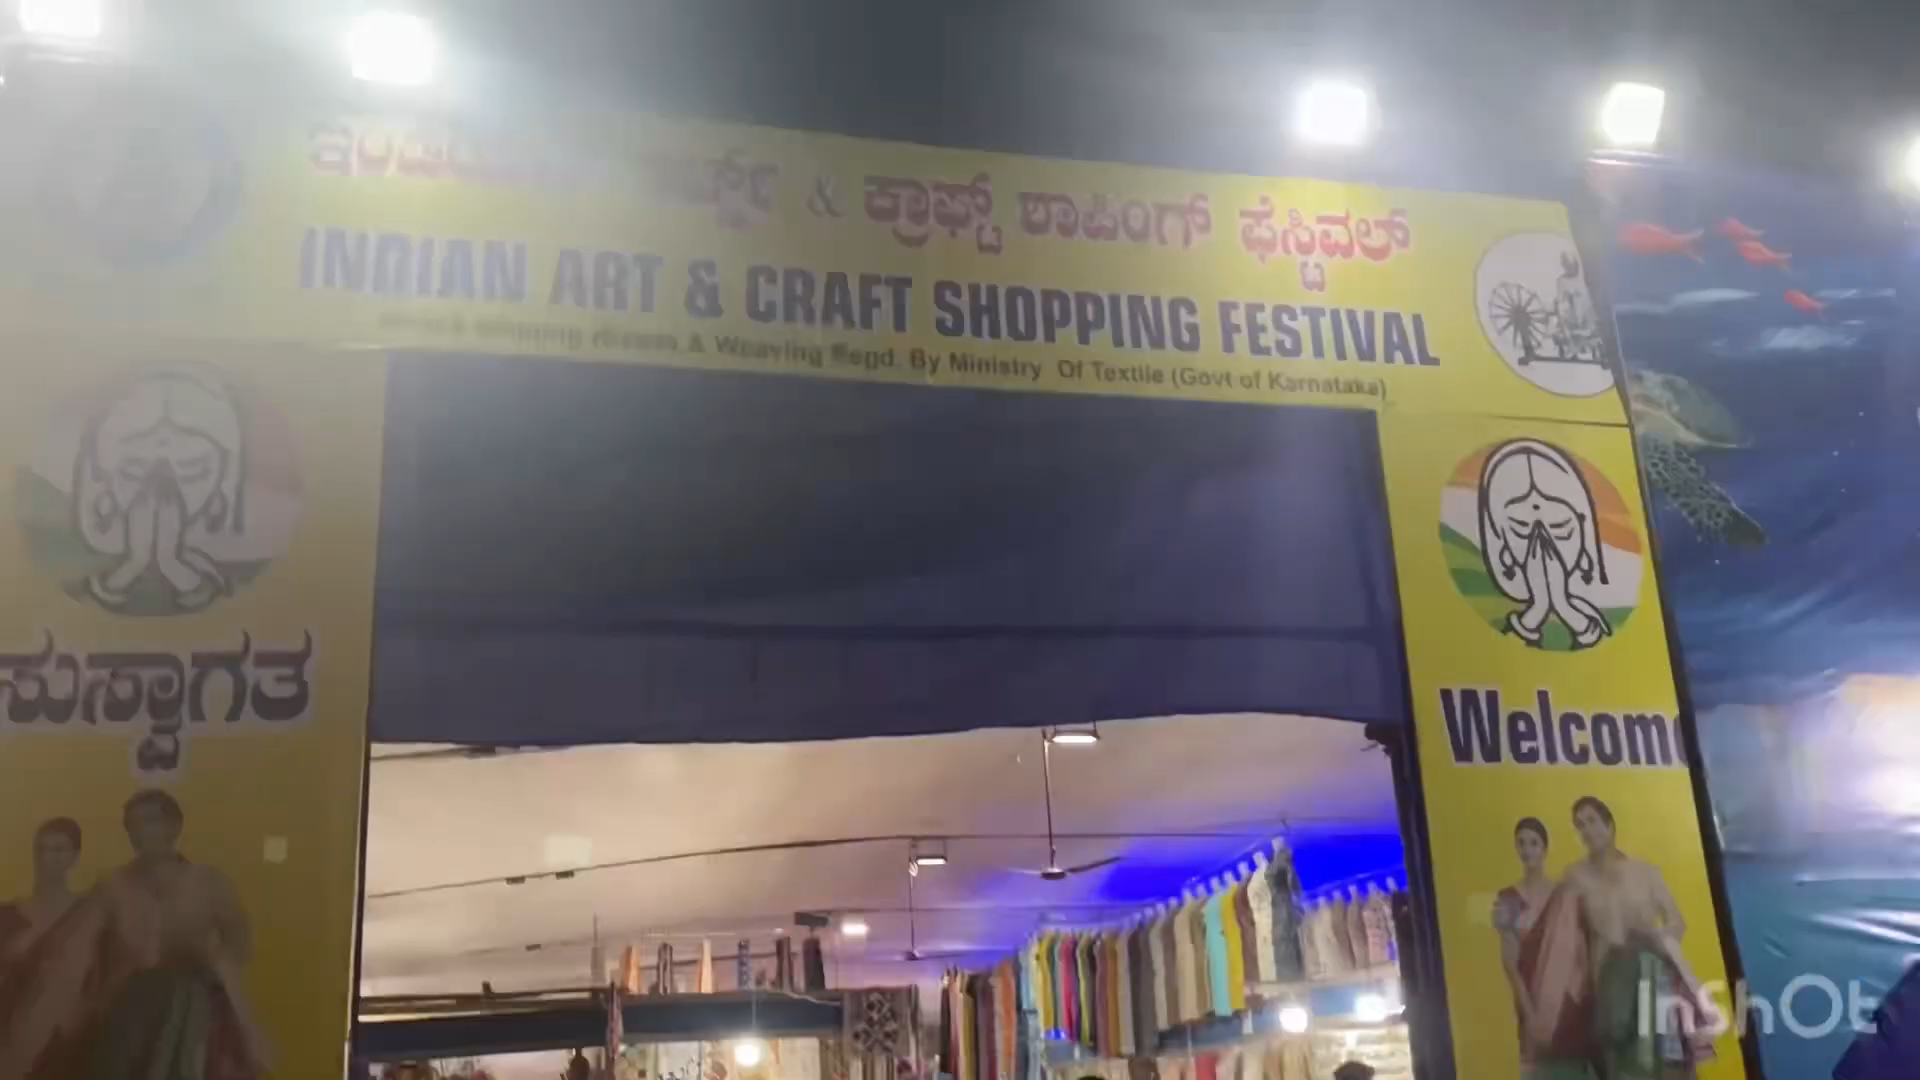 & ಕ್ರಾಫ್ಟ್ ಶಾಪಿಂಗ್ ಫೆಸ್ಟಿವಲ್
INDIAN ART & CRAFT SHOPPING FESTIVAL
& Weaving Regd. By Ministry Of Textile (Govt of Karnataka)
ಸುಸ್ವಾಗತ
Welcome
InShOt